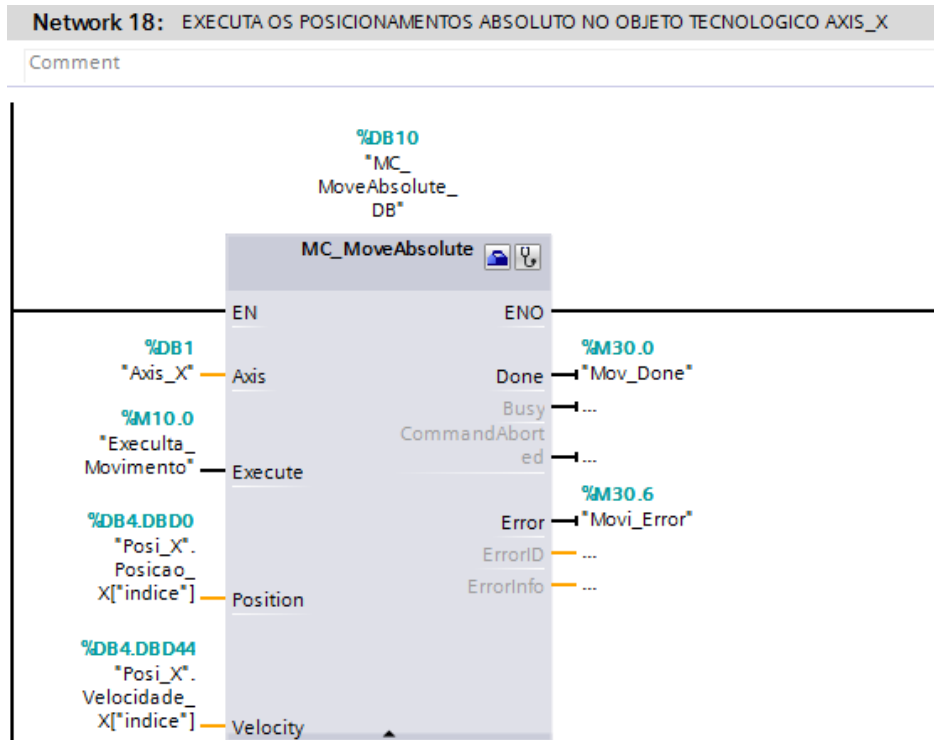 Network 18: EXECUTA OS POSICIONAMENTOS ABSOLUTO NO OBJETO TECNOLOGICO AXIS_X
Comment
%DB10
"MC_
MoveAbsolute_
DB"
MC_MoveAbsolute
EN
ENO
%DB1
"Axis_X"
Axis
%M30.0
Done
"Mov_Done"
Busy
...
%M10.0
"Execulta_
Movimento"
Execute
CommandAbort
ed
...
%M30.6
Error
"Movi_Error"
%DB4.DBD0
"Posi_X".
Posicao_
X["indice"]
Position
ErrorID
...
ErrorInfo
...
%DB4.DBD44
"Posi_X".
Velocidade_
X["indice"]
Velocity